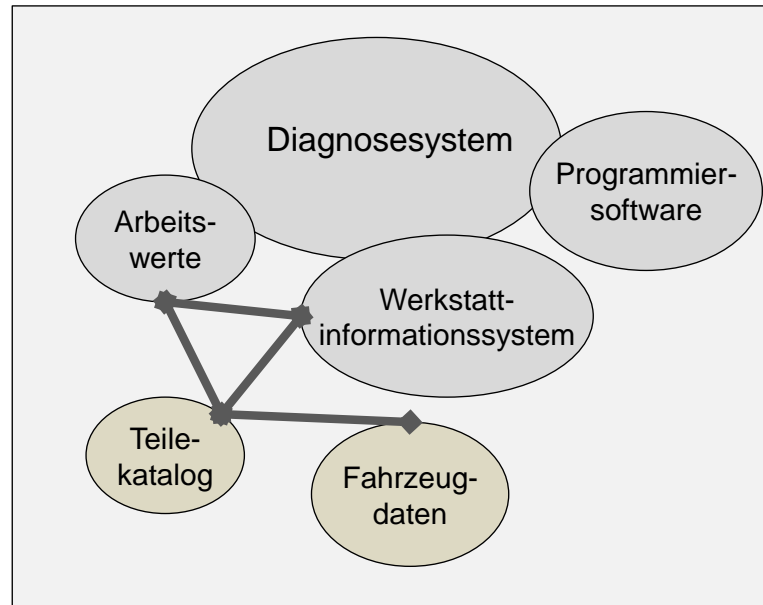 Diagnosesystem
Programmier-
software
Arbeits-
werte
Werkstatt-
informationssystem
Teile-
katalog
Fahrzeug-
daten